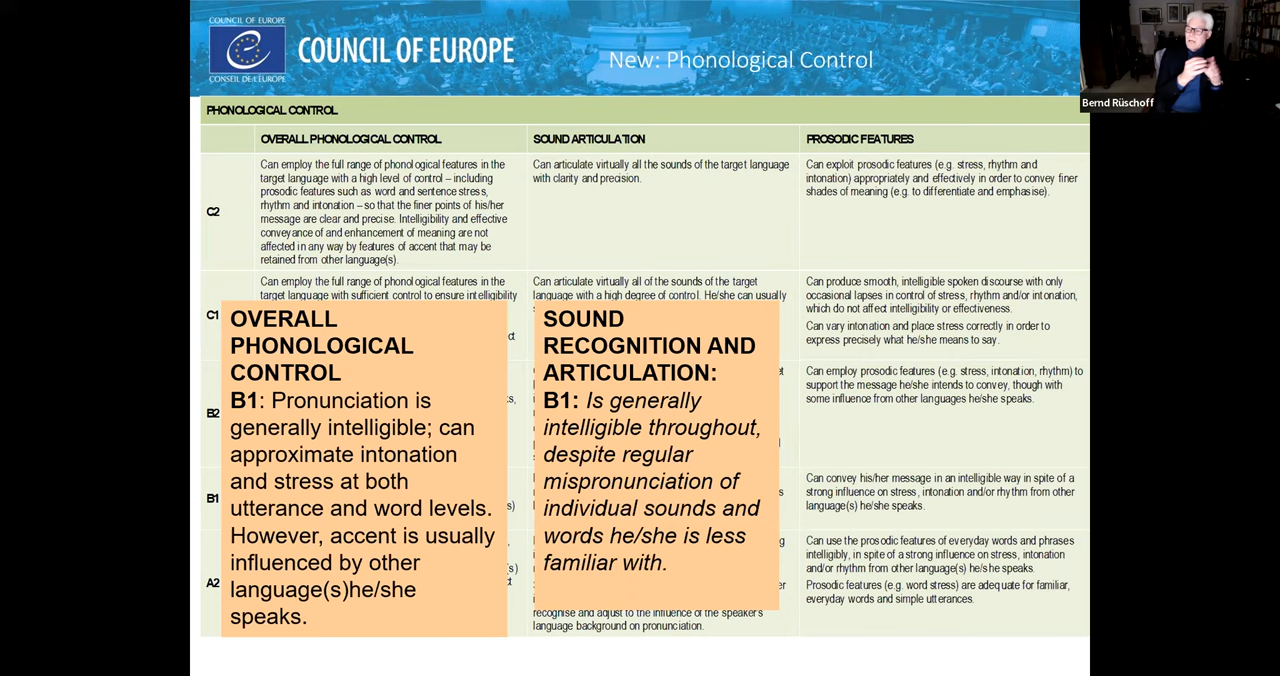 COUNCIL OF EUROPE
CONSEIL DE L'EUROPE
COUNCIL OF EUROPE
New: Phonological Control
Bernd Rüschoff
PHONOLOGICAL CONTROL
OVERALL PHONOLOGICAL CONTROL
SOUND ARTICULATION
PROSODIC FEATURES
C2
Can employ the full range of phonological features in the
target language with a high level of control – including
prosodic features such as word and sentence stress,
rhythm and intonation – so that the finer points of his/her
message are clear and precise. Intelligibility and effective
conveyance of and enhancement of meaning are not
affected in any way by features of accent that may be
retained from other language(s).
Can articulate virtually all the sounds of the target language
with clarity and precision.
Can exploit prosodic features (e.g. stress, rhythm and
intonation) appropriately and effectively in order to convey finer
shades of meaning (e.g. to differentiate and emphasise).
C1
Can employ the full range of phonological features in the
target language with sufficient control to ensure intelligibility
Can articulate virtually all of the sounds of the target
language with a high degree of control. He/she can usually
Can produce smooth, intelligible spoken discourse with only
occasional lapses in control of stress, rhythm and/or intonation,
which do not affect intelligibility or effectiveness.
Can vary intonation and place stress correctly in order to
express precisely what he/she means to say.
B2
Can employ prosodic features (e.g. stress, intonation, rhythm) to
support the message he/she intends to convey, though with
some influence from other languages he/she speaks.
B1
Can convey his/her message in an intelligible way in spite of a
strong influence on stress, intonation and/or rhythm from other
language(s) he/she speaks.
A2
recognise and adjust to the influence of the speaker's
language background on pronunciation.
Can use the prosodic features of everyday words and phrases
intelligibly, in spite of a strong influence on stress, intonation
and/or rhythm from other language(s) he/she speaks.
Prosodic features (e.g. word stress) are adequate for familiar,
everyday words and simple utterances.
OVERALL
PHONOLOGICAL
CONTROL
B1: Pronunciation is
generally intelligible; can
approximate intonation
and stress at both
utterance and word levels.
However, accent is usually
influenced by other
language(s)he/she
speaks.
SOUND
RECOGNITION AND
ARTICULATION:
B1: Is generally
intelligible throughout,
despite regular
mispronunciation of
individual sounds and
words he/she is less
familiar with.